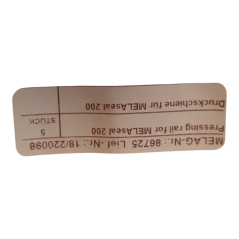 MELAG-Nr.: 86725 Lief-Nr.: 18/220098
Pressing rail for MELAseal 200
5
STÜCK
Druckschiene für MELAseal 200